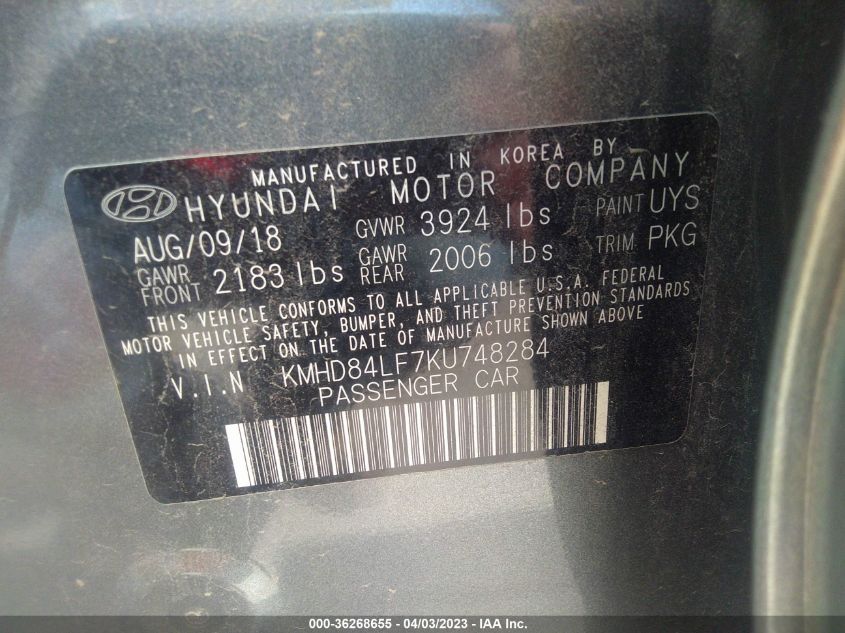 MANUFACTURED IN KOREA BY
HYUNDAI MOTOR COMPANY
AUG/09/18 GVWR 3924 lbs PAINT UYS
GAWR FRONT 2183 lbs GAWR REAR 2006 lbs TRIM PKG
THIS VEHICLE CONFORMS TO ALL APPLICABLE U.S.A. FEDERAL
MOTOR VEHICLE SAFETY, BUMPER, AND THEFT PREVENTION STANDARDS
IN EFFECT ON THE DATE OF MANUFACTURE SHOWN ABOVE
V.I.N KMHD84LF7KU748284
PASSENGER CAR
000-36268655 - 04/03/2023 - IAA Inc.